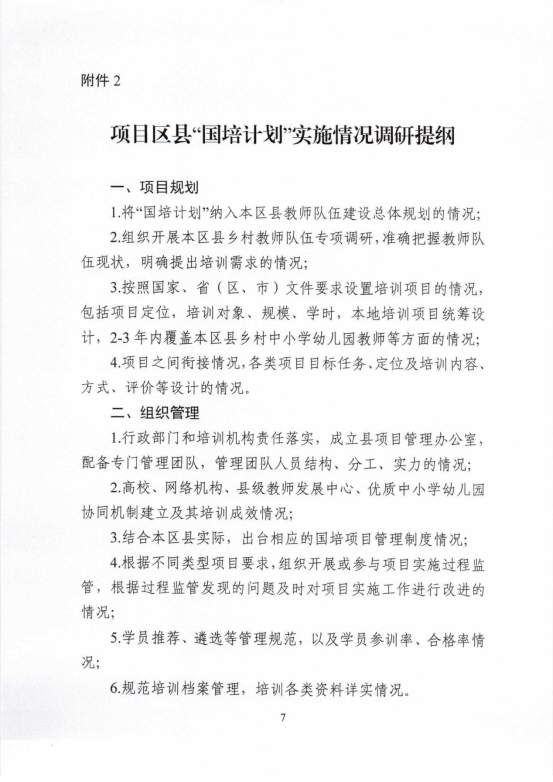 附件 2
项目区县“国培计划”实施情况调研提纲
一、项目规划
1.将“国培计划”纳入本区县教师队伍建设总体规划的情况;
2.组织开展本区县乡村教师队伍专项调研,准确把握教师队
伍现状，明确提出培训需求的情况;
3.按照国家、省（区、市）文件要求设置培训项目的情况,
包括项目定位，培训对象、规模、学时，本地培训项目统筹设
计，2-3 年内覆盖本区县乡村中小学幼儿园教师等方面的情况;
4.项目之间衔接情况,各类项目目标任务、定位及培训内容、
方式、评价等设计的情况。
二、组织管理
1.行政部门和培训机构责任落实，成立县项目管理办公室,
配备专门管理团队，管理团队人员结构、分工、实力的情况;
2.高校、网络机构、县级教师发展中心、优质中小学幼儿园
协同机制建立及其培训成效情况;
3.结合本区县实际，出台相应的国培项目管理制度情况;
4.根据不同类型项目要求,组织开展或参与项目实施过程监
管，根据过程监管发现的问题及时对项目实施工作进行改进的
情况;
5.学员推荐、遴选等管理规范，以及学员参训率、合格率情
况;
6.规范培训档案管理，培训各类资料详实情况。
7